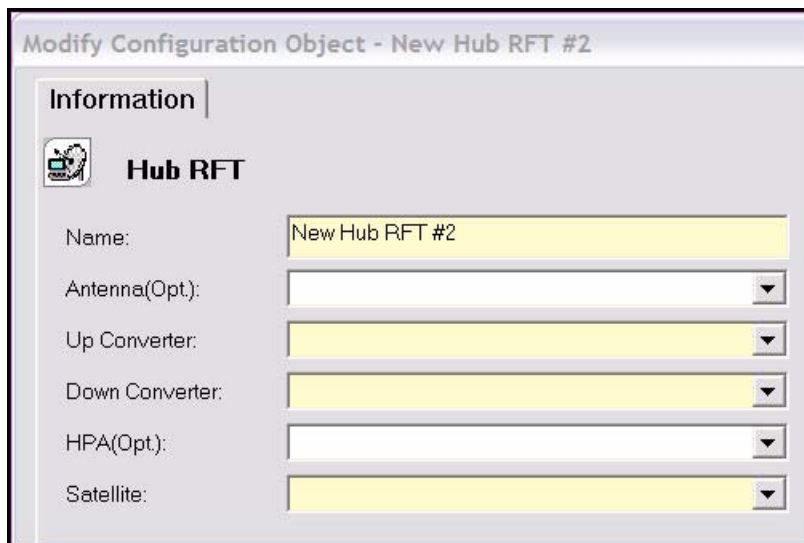 Modify Configuration Object - New Hub RFT #2
Information
Hub RFT
Name: New Hub RFT #2
Antenna(Opt.):
Up Converter:
Down Converter:
HPA(Opt.):
Satellite: